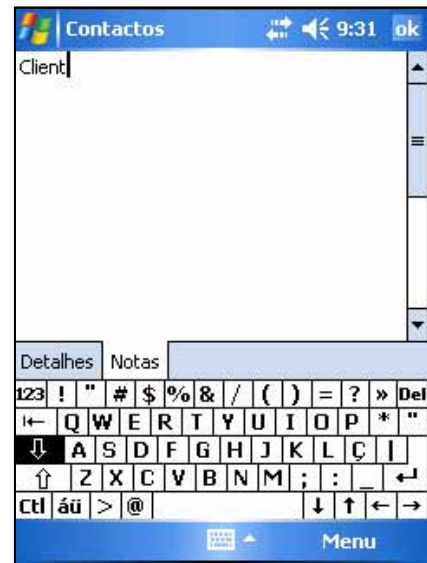 Contactos 9:31 ok
Client
Detalhes Notas
123 ! " # $ % & / ( ) = ? » Del
Q W E R T Y U I O P * "
A S D F G H J K L Ç |
Z X C V B N M ; : _
Ctl áü > @ ↓ ↑ ← →
Menu